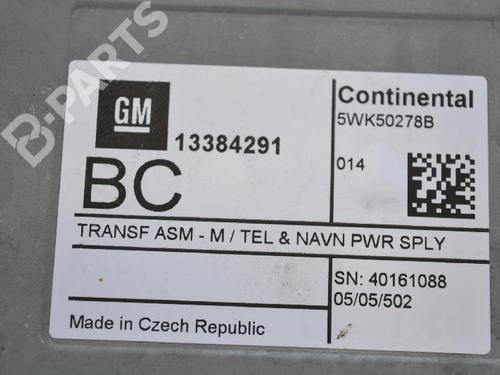 B-PARTS
GM
13384291
BC
Continental
5WK50278B
014
TRANSF ASM - M / TEL & NAVN PWR SPLY
SN: 40161088
05/05/502
Made in Czech Republic